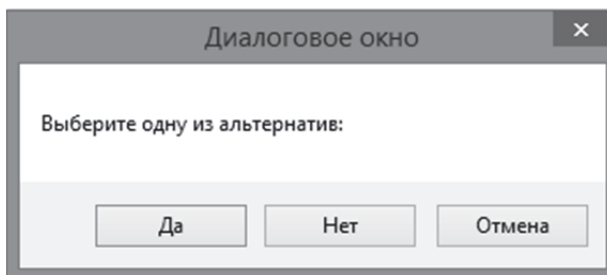 Диалоговое окно
Выберите одну из альтернатив:
Да Нет Отмена